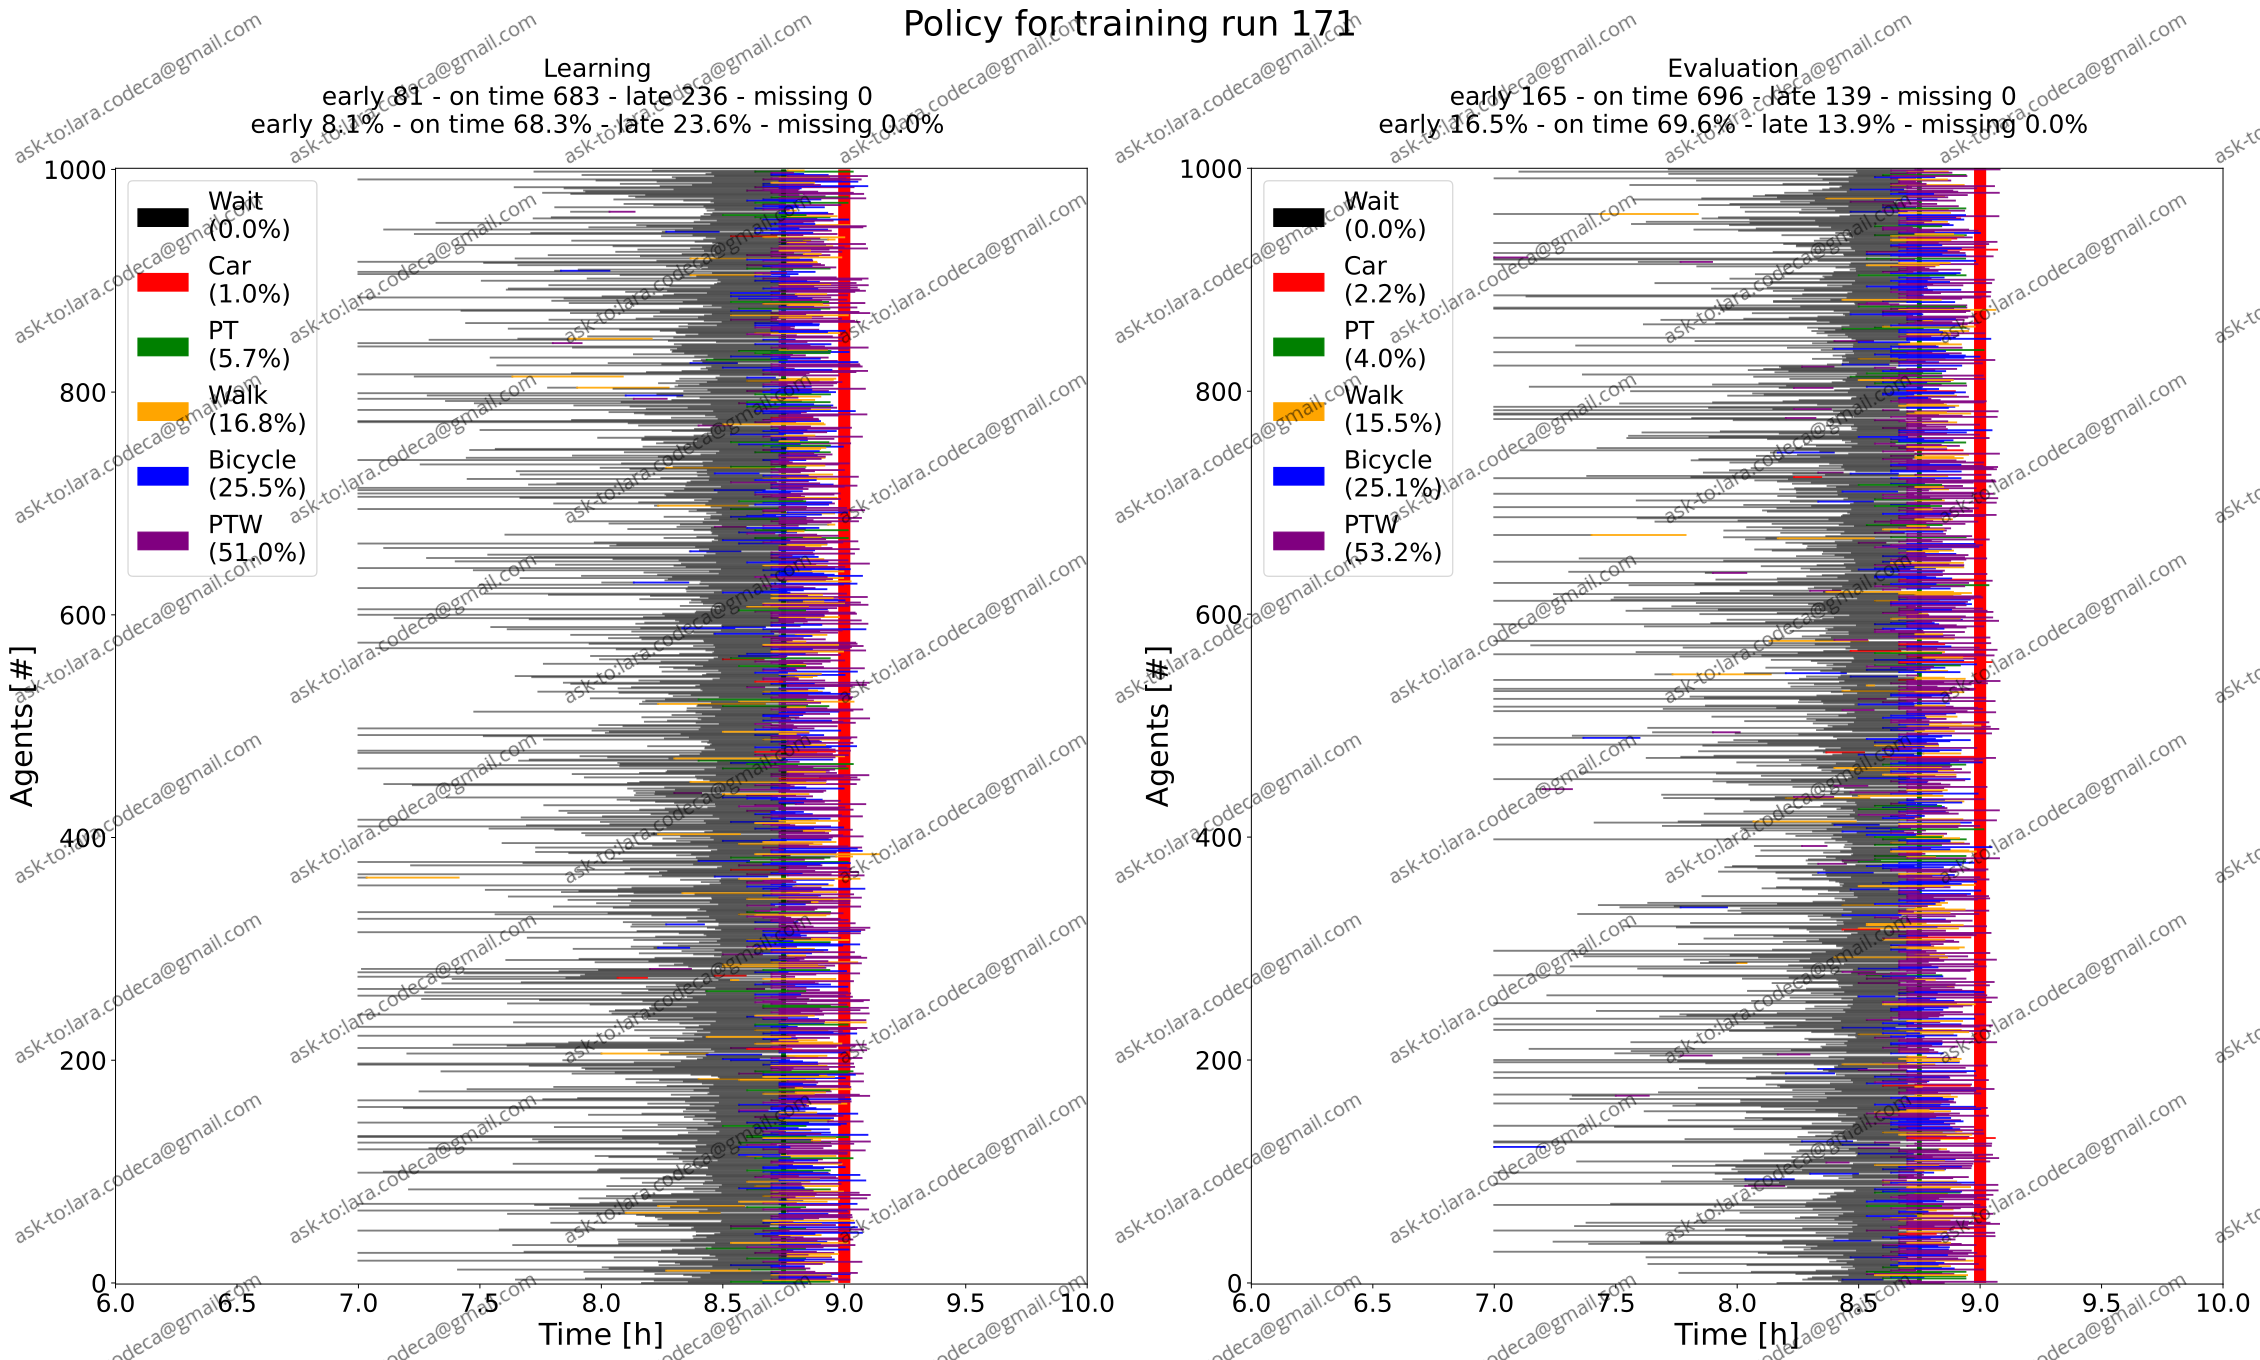 Policy for training run 171
Learning
early 81 - on time 683 - late 236 - missing 0
early 8.1% - on time 68.3% - late 23.6% - missing 0.0%
Evaluation
early 165 - on time 696 - late 139 - missing 0
early 16.5% - on time 69.6% - late 13.9% - missing 0.0%
1000
800
600
400
200
0
Agents [#]
Wait
(0.0%)
Car
(1.0%)
PT
(5.7%)
Walk
(16.8%)
Bicycle
(25.5%)
PTW
(51.0%)
6.0 6.5 7.0 7.5 8.0 8.5 9.0 9.5 10.0
Time [h]
1000
800
600
400
200
0
Agents [#]
Wait
(0.0%)
Car
(2.2%)
PT
(4.0%)
Walk
(15.5%)
Bicycle
(25.1%)
PTW
(53.2%)
6.0 6.5 7.0 7.5 8.0 8.5 9.0 9.5 10.0
Time [h]
ask-to:lara.codeca@gmail.com